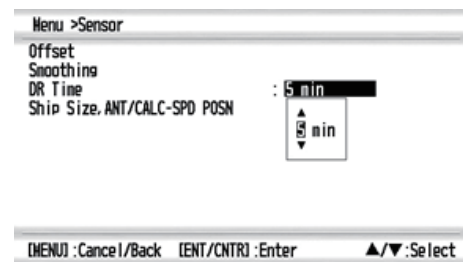 Menu >Sensor
Offset
Smoothing
DR Time : 5 min
Ship Size, ANT/CALC-SPD POSN
▲
5 min
▼
[MENU] :Cancel/Back [ENT/CNTR] :Enter ▲/▼:Select